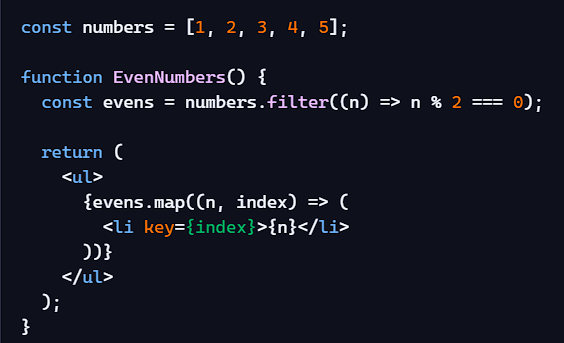 const numbers = [1, 2, 3, 4, 5];

function EvenNumbers() {
  const evens = numbers.filter((n) => n % 2 === 0);

  return (
    <ul>
      {evens.map((n, index) => (
        <li key={index}>{n}</li>
      ))}
    </ul>
  );
}